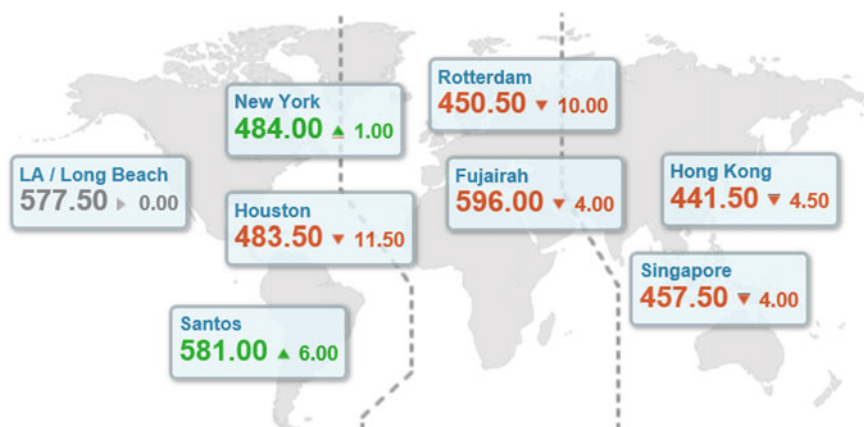 Rotterdam
450.50 ▼ 10.00
New York
484.00 ▲ 1.00
LA / Long Beach
577.50 ▶ 0.00
Fujairah
596.00 ▼ 4.00
Hong Kong
441.50 ▼ 4.50
Houston
483.50 ▼ 11.50
Singapore
457.50 ▼ 4.00
Santos
581.00 ▲ 6.00